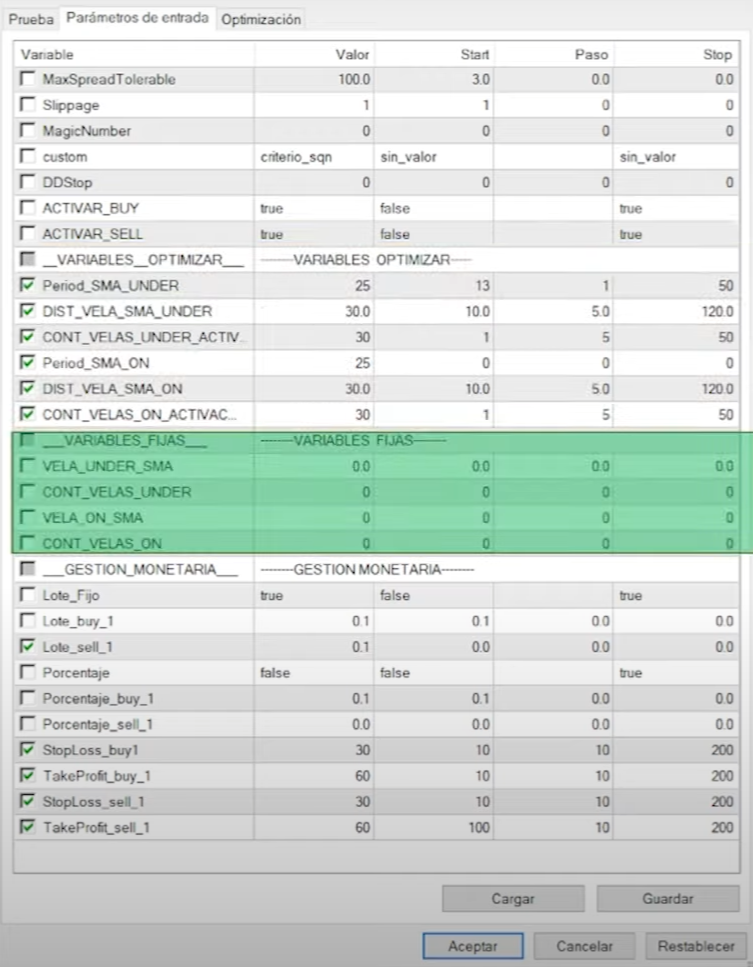 Prueba Parámetros de entrada Optimización
Variable Valor Start Paso Stop
MaxSpreadTolerable 100.0 3.0 0.0 0.0
Slippage 1 1 0 0
MagicNumber 0 0 0 0
custom criterio_sqn sin_valor sin_valor
DDStop 0 0 0 0
ACTIVAR_BUY true false true
ACTIVAR_SELL true false true
__VARIABLES__OPTIMIZAR___ --------VARIABLES OPTIMIZAR-----
Period_SMA_UNDER 25 13 1 50
DIST_VELA_SMA_UNDER 30.0 10.0 5.0 120.0
CONT_VELAS_UNDER_ACTIV... 30 1 5 50
Period_SMA_ON 25 0 0 0
DIST_VELA_SMA_ON 30.0 10.0 5.0 120.0
CONT_VELAS_ON_ACTIVAC... 30 1 5 50
___VARIABLES_FIJAS___ --------VARIABLES FIJAS--------
VELA_UNDER_SMA 0.0 0.0 0.0 0.0
CONT_VELAS_UNDER 0 0 0 0
VELA_ON_SMA 0 0 0 0
CONT_VELAS_ON 0 0 0 0
___GESTION_MONETARIA___ --------GESTION MONETARIA--------
Lote_Fijo true false true
Lote_buy_1 0.1 0.1 0.0 0.0
Lote_sell_1 0.1 0.0 0.0 0.0
Porcentaje false false true
Porcentaje_buy_1 0.1 0.1 0.0 0.0
Porcentaje_sell_1 0.0 0.0 0.0 0.0
StopLoss_buy1 30 10 10 200
TakeProfit_buy_1 60 10 10 200
StopLoss_sell_1 30 10 10 200
TakeProfit_sell_1 60 100 10 200
Cargar Guardar
Aceptar Cancelar Restablecer